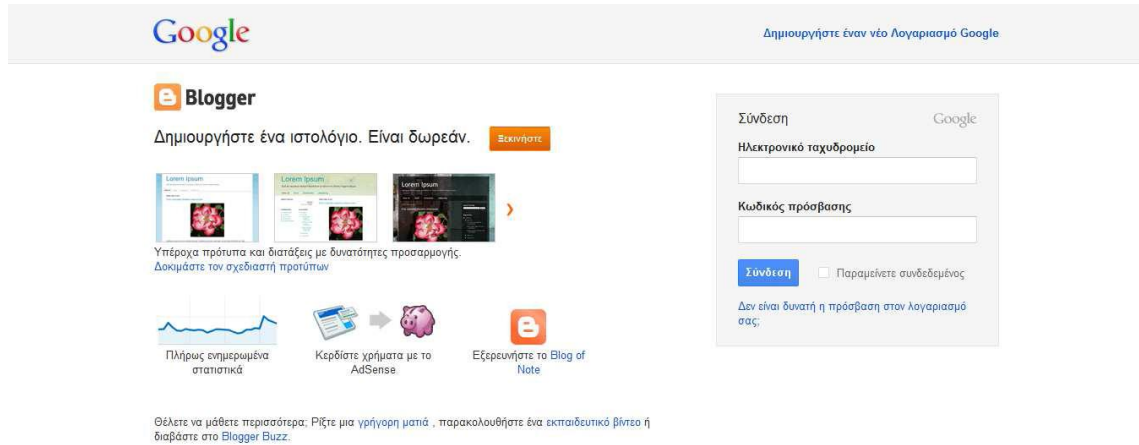 Google
Δημιουργήστε έναν νέο Λογαριασμό Google
Blogger
Δημιουργήστε ένα ιστολόγιο. Είναι δωρεάν.
Ξεκινήστε
Lorem Ipsum
Lorem Ipsum
Lorem Ipsum
Υπέροχα πρότυπα και διατάξεις με δυνατότητες προσαρμογής.
Δοκιμάστε τον σχεδιαστή προτύπων
Πλήρως ενημερωμένα
στατιστικά
Κερδίστε χρήματα με το
AdSense
Εξερευνήστε το Blog of
Note
Θέλετε να μάθετε περισσότερα; Ρίξτε μια γρήγορη ματιά , παρακολουθήστε ένα εκπαιδευτικό βίντεο ή
διαβάστε στο Blogger Buzz.
Σύνδεση
Google
Ηλεκτρονικό ταχυδρομείο
Κωδικός πρόσβασης
Σύνδεση
Παραμείνετε συνδεδεμένος
Δεν είναι δυνατή η πρόσβαση στον λογαριασμό
σας;